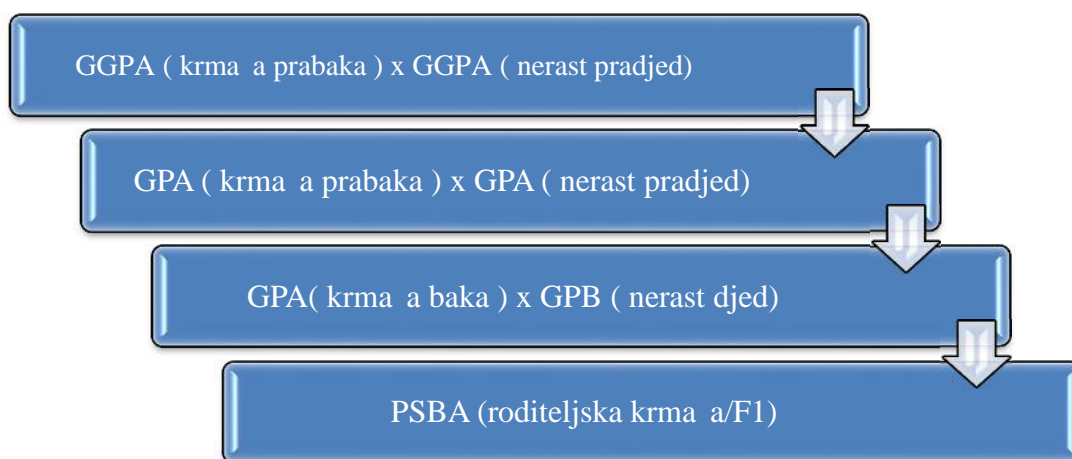 GGPA ( krma a prabaka ) x GGPA ( nerast pradjed)
GPA ( krma a prabaka ) x GPA ( nerast pradjed)
GPA( krma a baka ) x GPB ( nerast djed)
PSBA (roditeljska krma a/F1)